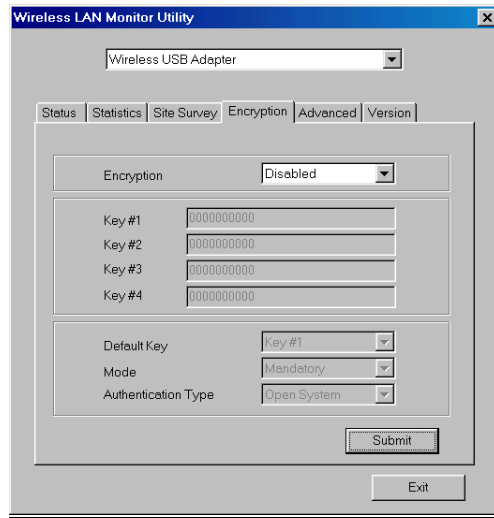 Wireless LAN Monitor Utility
Wireless USB Adapter
Status Statistics Site Survey Encryption Advanced Version
Encryption Disabled
Key #1 0000000000
Key #2 0000000000
Key #3 0000000000
Key #4 0000000000
Default Key Key #1
Mode Mandatory
Authentication Type Open System
Submit
Exit